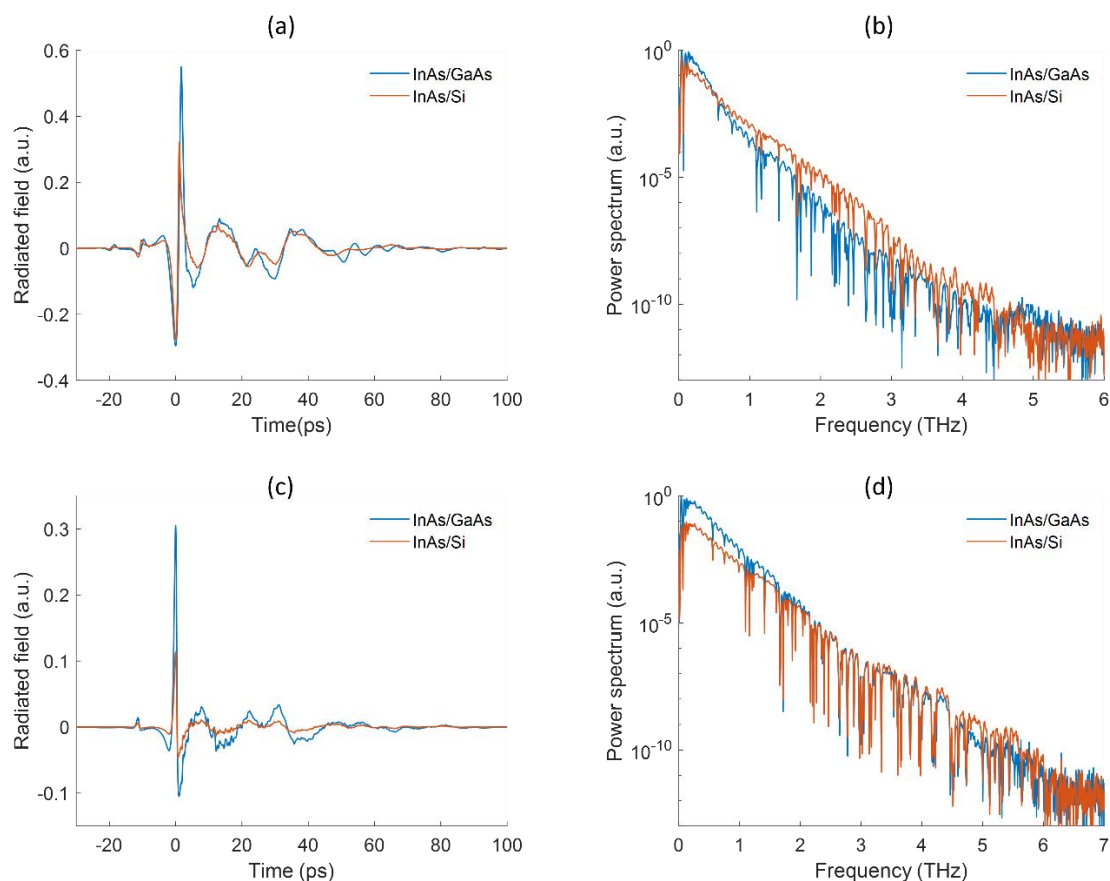 (a)
0.6
0.4
0.2
0
-0.2
-0.4
Radiated field (a.u.)
InAs/GaAs
InAs/Si
-20 0 20 40 60 80 100
Time(ps)
(b)
10^0
10^-5
10^-10
Power spectrum (a.u.)
InAs/GaAs
InAs/Si
0 1 2 3 4 5 6
Frequency (THz)
(c)
0.3
0.2
0.1
0
-0.1
Radiated field (a.u.)
InAs/GaAs
InAs/Si
-20 0 20 40 60 80 100
Time (ps)
(d)
10^0
10^-5
10^-10
Power spectrum (a.u.)
InAs/GaAs
InAs/Si
0 1 2 3 4 5 6 7
Frequency (THz)